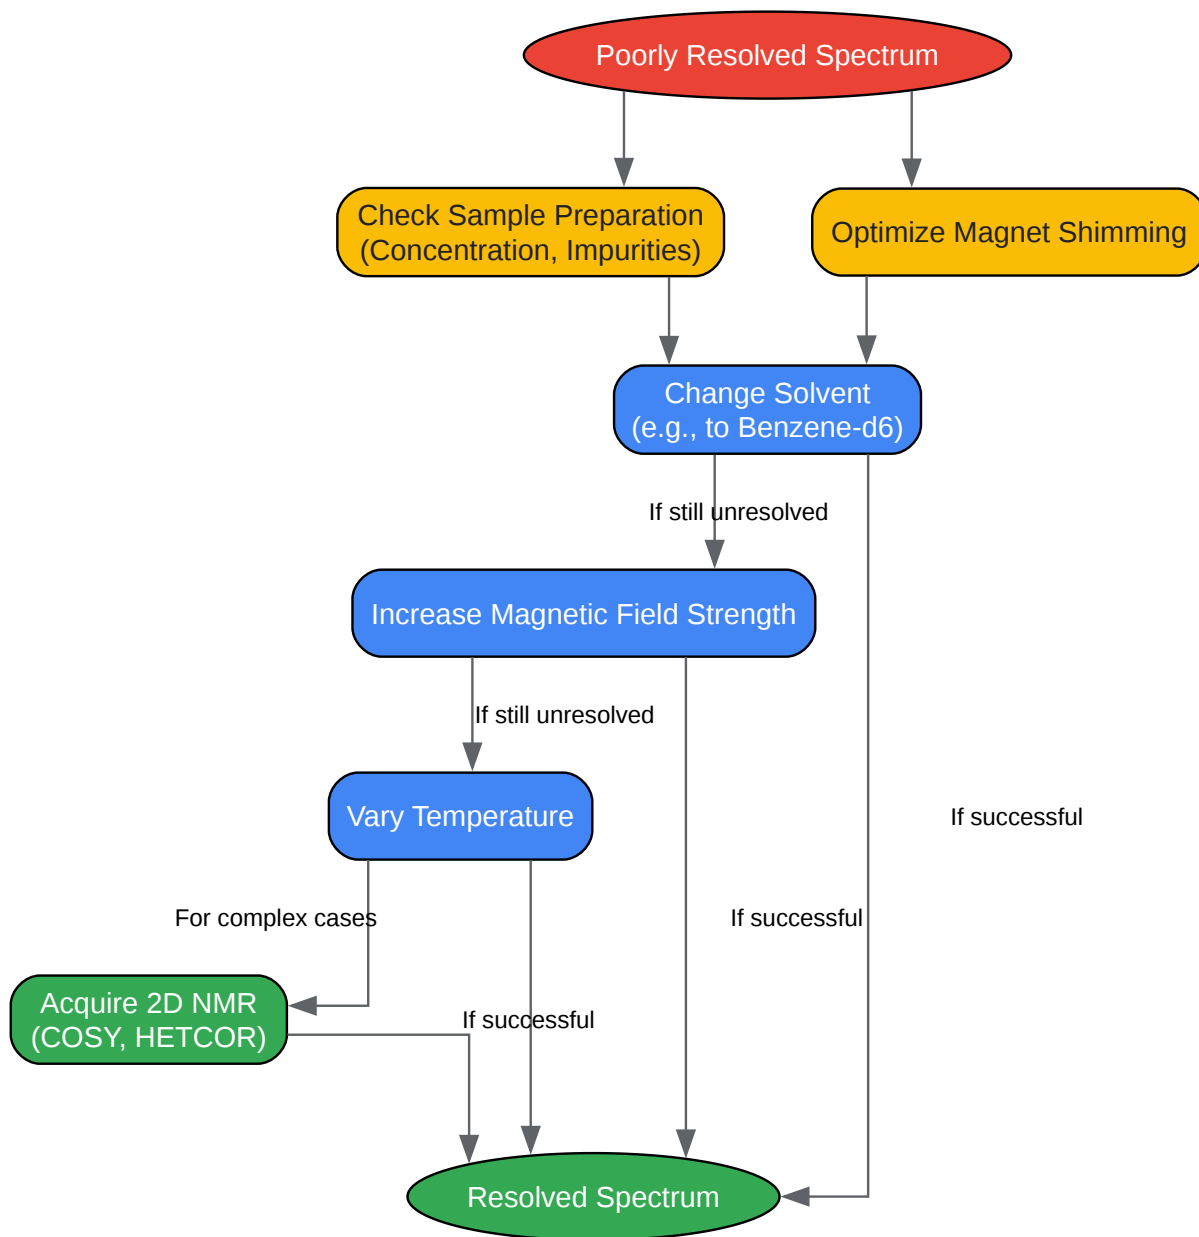 Poorly Resolved Spectrum
Check Sample Preparation
(Concentration, Impurities)
Optimize Magnet Shimming
Change Solvent
(e.g., to Benzene-d6)
If still unresolved
Increase Magnetic Field Strength
If still unresolved
Vary Temperature
If successful
For complex cases
If successful
Acquire 2D NMR
(COSY, HETCOR)
If successful
Resolved Spectrum